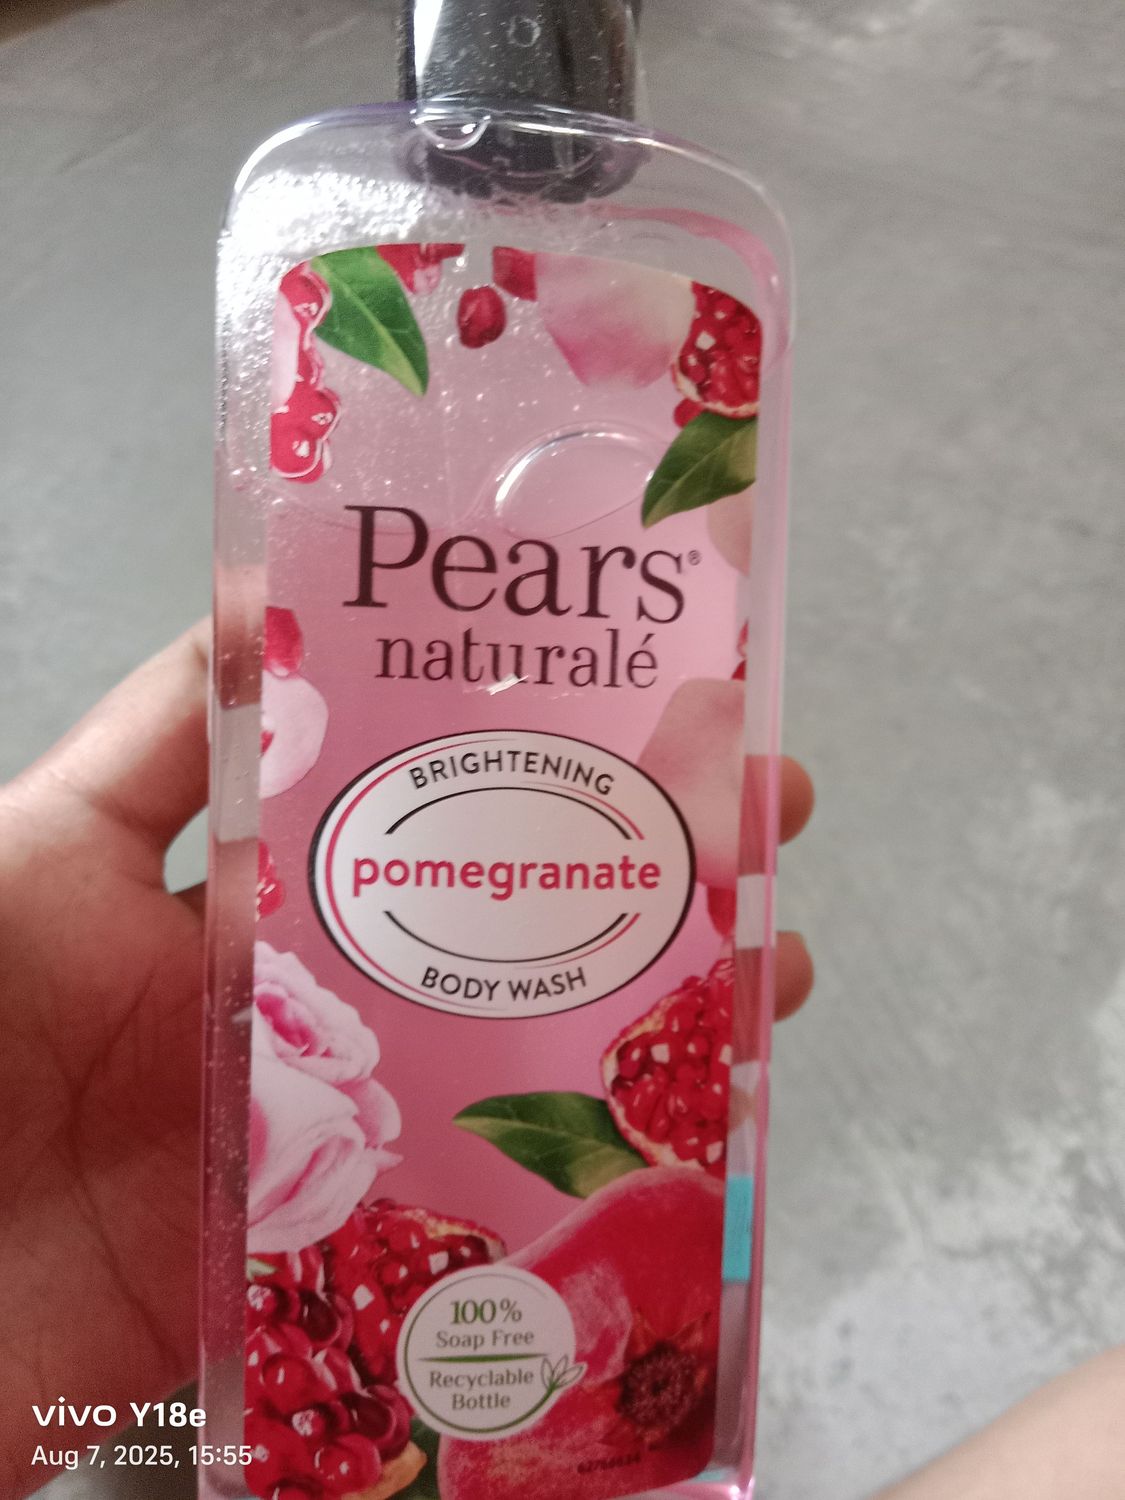 Pears®
naturalé
BRIGHTENING
pomegranate
BODY WASH
100%
Soap Free
Recyclable
Bottle
vivo Y18e
Aug 7, 2025, 15:55